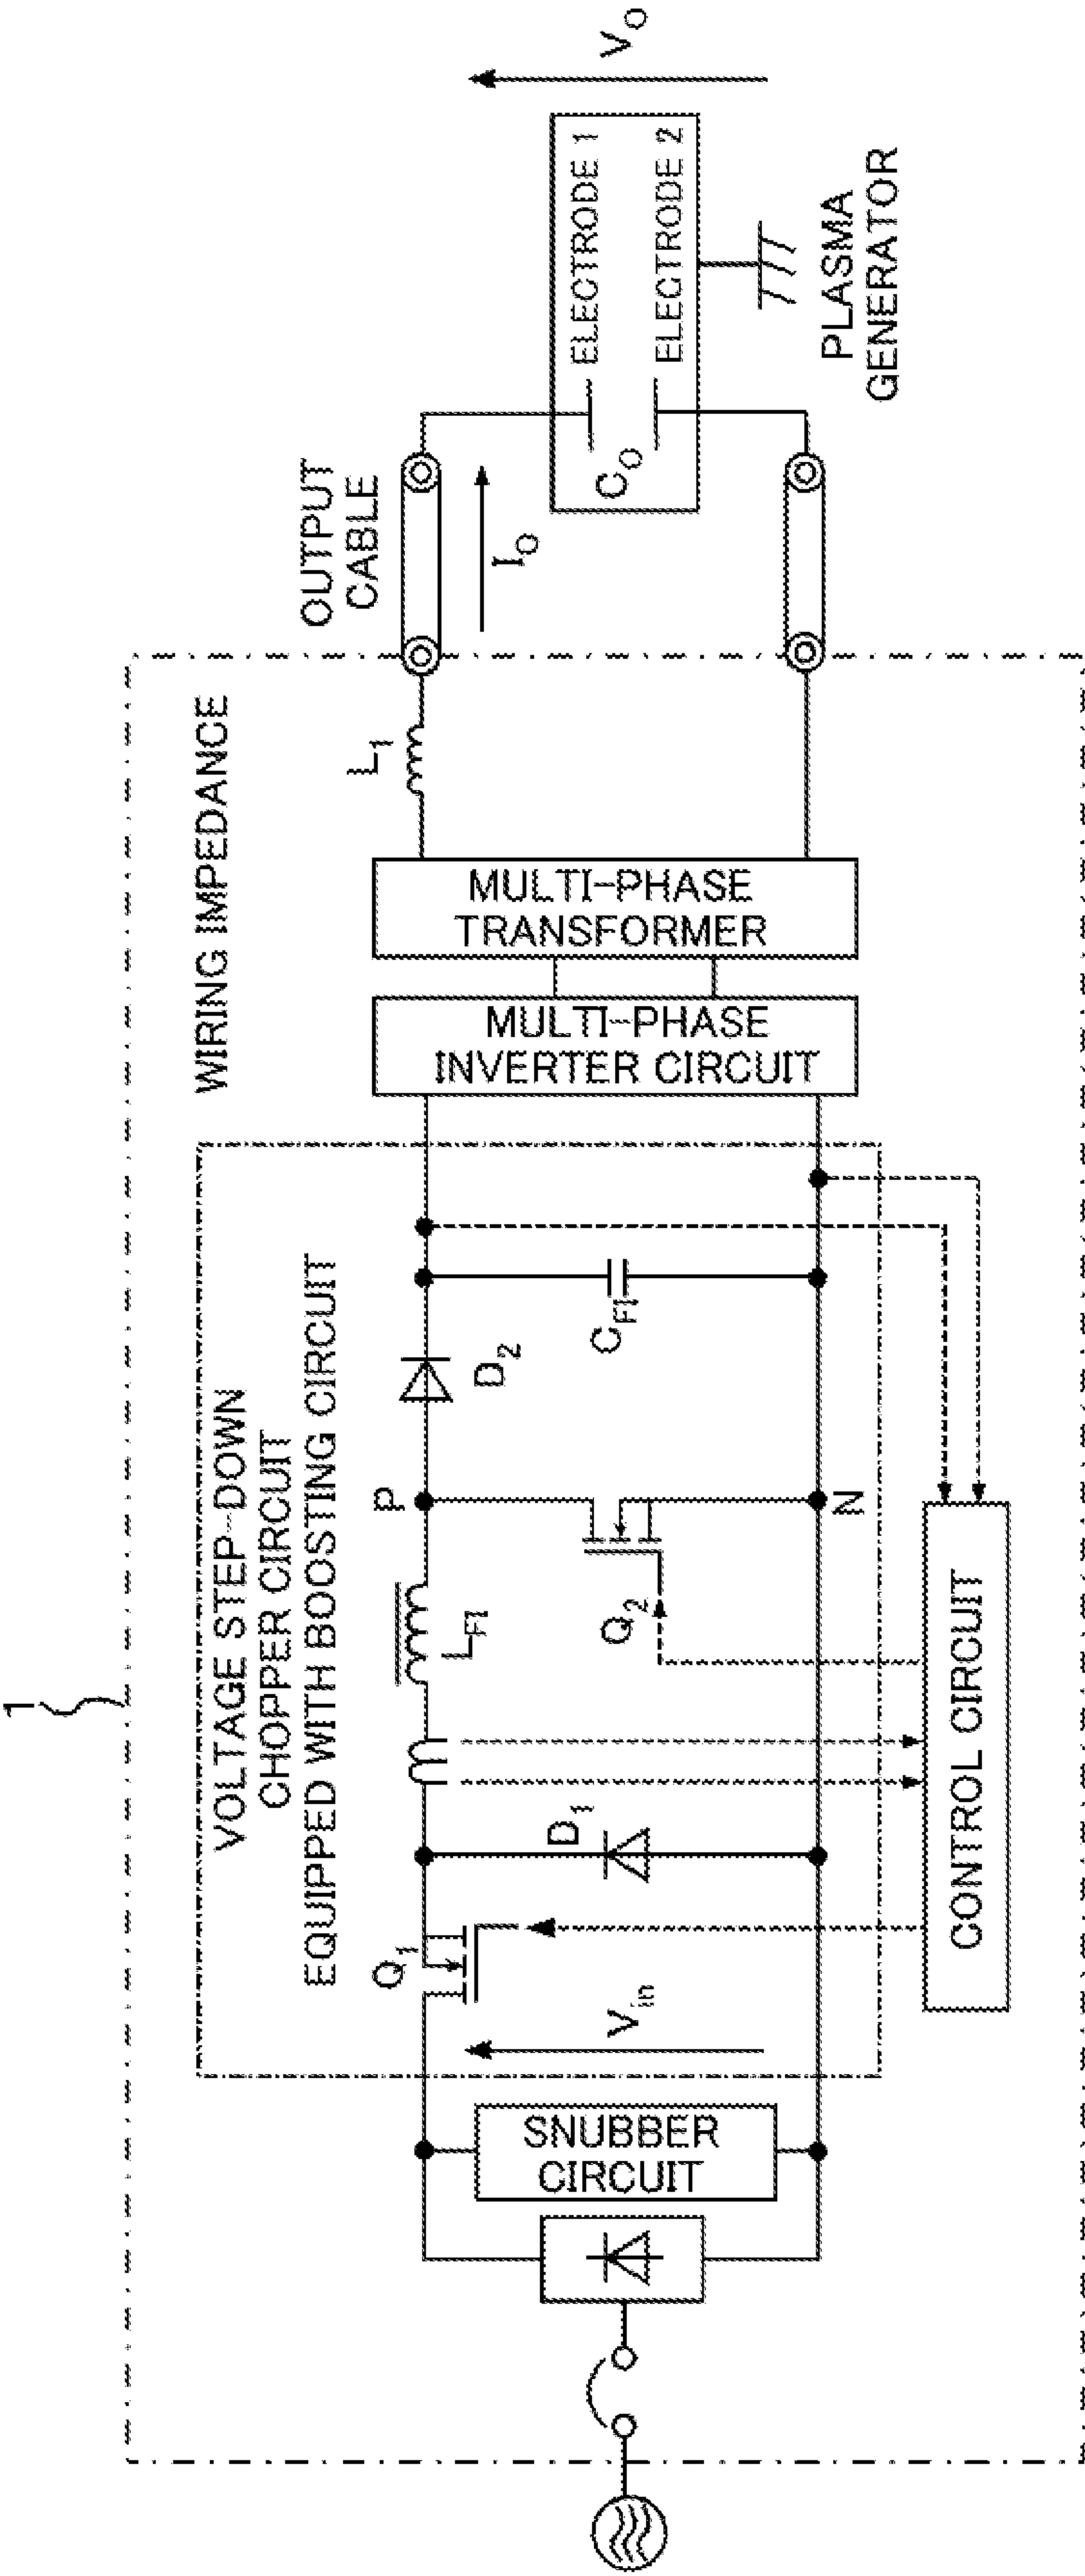 1
WIRING IMPEDANCE
VOLTAGE STEP-DOWN
CHOPPER CIRCUIT
EQUIPPED WITH BOOSTING CIRCUIT
SNUBBER
CIRCUIT
Vin
Q1
D1
LF1
P
Q2
N
D2
CF1
CONTROL CIRCUIT
MULTI-PHASE
INVERTER CIRCUIT
MULTI-PHASE
TRANSFORMER
L1
OUTPUT
CABLE
IO
CO
ELECTRODE 1
ELECTRODE 2
PLASMA
GENERATOR
VO